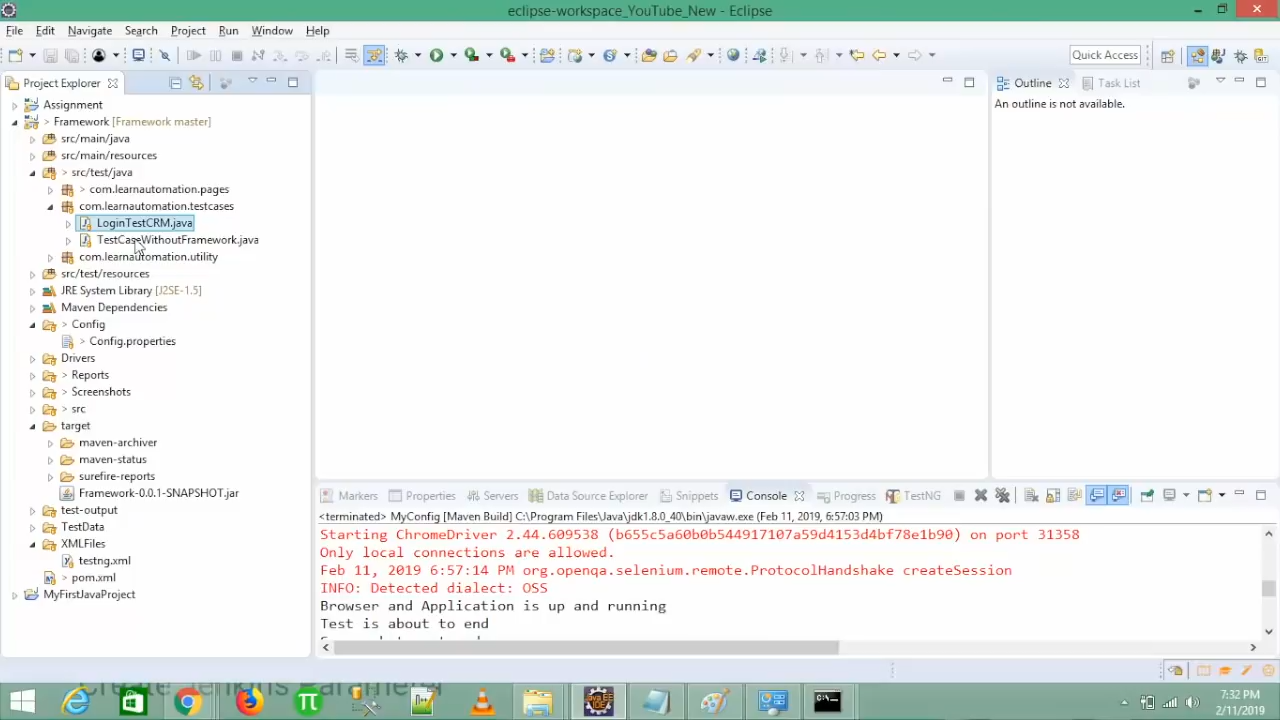 eclipse-workspace_YouTube_New - Eclipse
File Edit Navigate Search Project Run Window Help
Quick Access
Project Explorer
Outline Task List
An outline is not available.
Assignment
> Framework [Framework master]
src/main/java
src/main/resources
> src/test/java
> com.learnautomation.pages
com.learnautomation.testcases
LoginTestCRM.java
TestCaseWithoutFramework.java
com.learnautomation.utility
src/test/resources
JRE System Library [J2SE-1.5]
Maven Dependencies
> Config
> Config.properties
Drivers
> Reports
> Screenshots
> src
target
maven-archiver
maven-status
surefire-reports
Framework-0.0.1-SNAPSHOT.jar
test-output
TestData
XMLFiles
testng.xml
> pom.xml
MyFirstJavaProject
Markers Properties Servers Data Source Explorer Snippets Console Progress TestNG
<terminated> MyConfig [Maven Build] C:\Program Files\Java\jdk1.8.0_40\bin\javaw.exe (Feb 11, 2019, 6:57:03 PM)
Starting ChromeDriver 2.44.609538 (b655c5a60b0b544917107a59d4153d4bf78e1b90) on port 31358
Only local connections are allowed.
Feb 11, 2019 6:57:14 PM org.openqa.selenium.remote.ProtocolHandshake createSession
INFO: Detected dialect: OSS
Browser and Application is up and running
Test is about to end
7:32 PM
2/11/2019